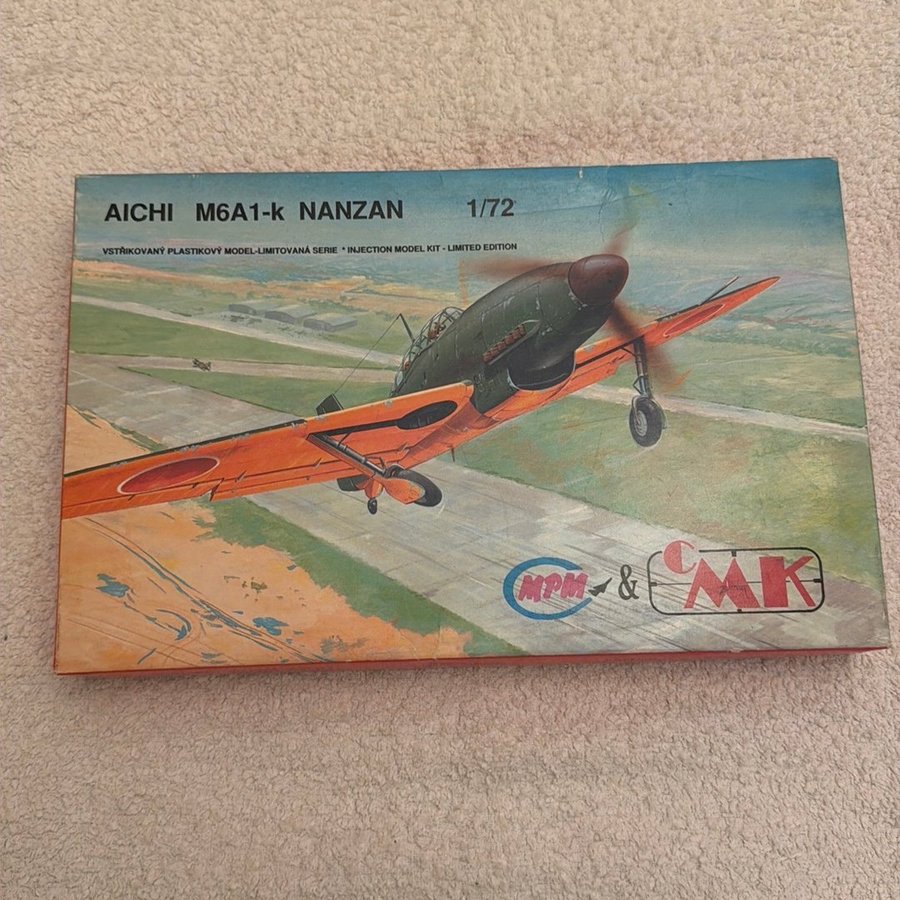 AICHI M6A1-k NANZAN 1/72
VSTŘIKOVANÝ PLASTIKOVÝ MODEL-LIMITOVANÁ SERIE * INJECTION MODEL KIT - LIMITED EDITION
MPM & CMK